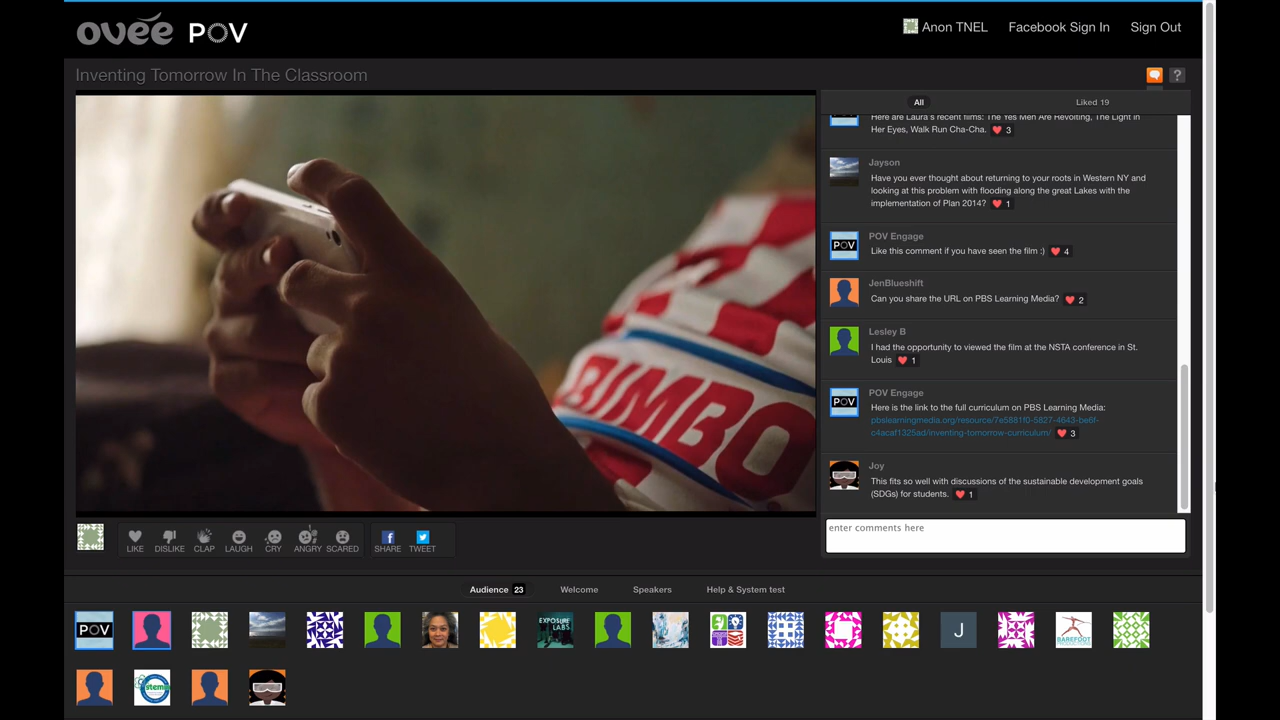 ovee POV
Anon TNEL Facebook Sign In Sign Out
Inventing Tomorrow In The Classroom
?
All Liked 19
Here are Laura's recent films: The Yes Men Are Revolting, The Light in
Her Eyes, Walk Run Cha-Cha. 3
Jayson
Have you ever thought about returning to your roots in Western NY and
looking at this problem with flooding along the great Lakes with the
implementation of Plan 2014? 1
POV Engage
POV
Like this comment if you have seen the film :) 4
JenBlueshift
Can you share the URL on PBS Learning Media? 2
Lesley B
I had the opportunity to viewed the film at the NSTA conference in St.
Louis 1
POV Engage
POV
Here is the link to the full curriculum on PBS Learning Media:
pbslearningmedia.org/resource/7e5881f0-5827-4643-be6f-
c4acaf1325ad/inventing-tomorrow-curriculum/ 3
Joy
This fits so well with discussions of the sustainable development goals
(SDGs) for students. 1
enter comments here
BIMBO
LIKE DISLIKE CLAP LAUGH CRY ANGRY SCARED SHARE TWEET
Audience 23 Welcome Speakers Help & System test
POV
EXPOSURE
LABS
J
BAREFOOT
stem